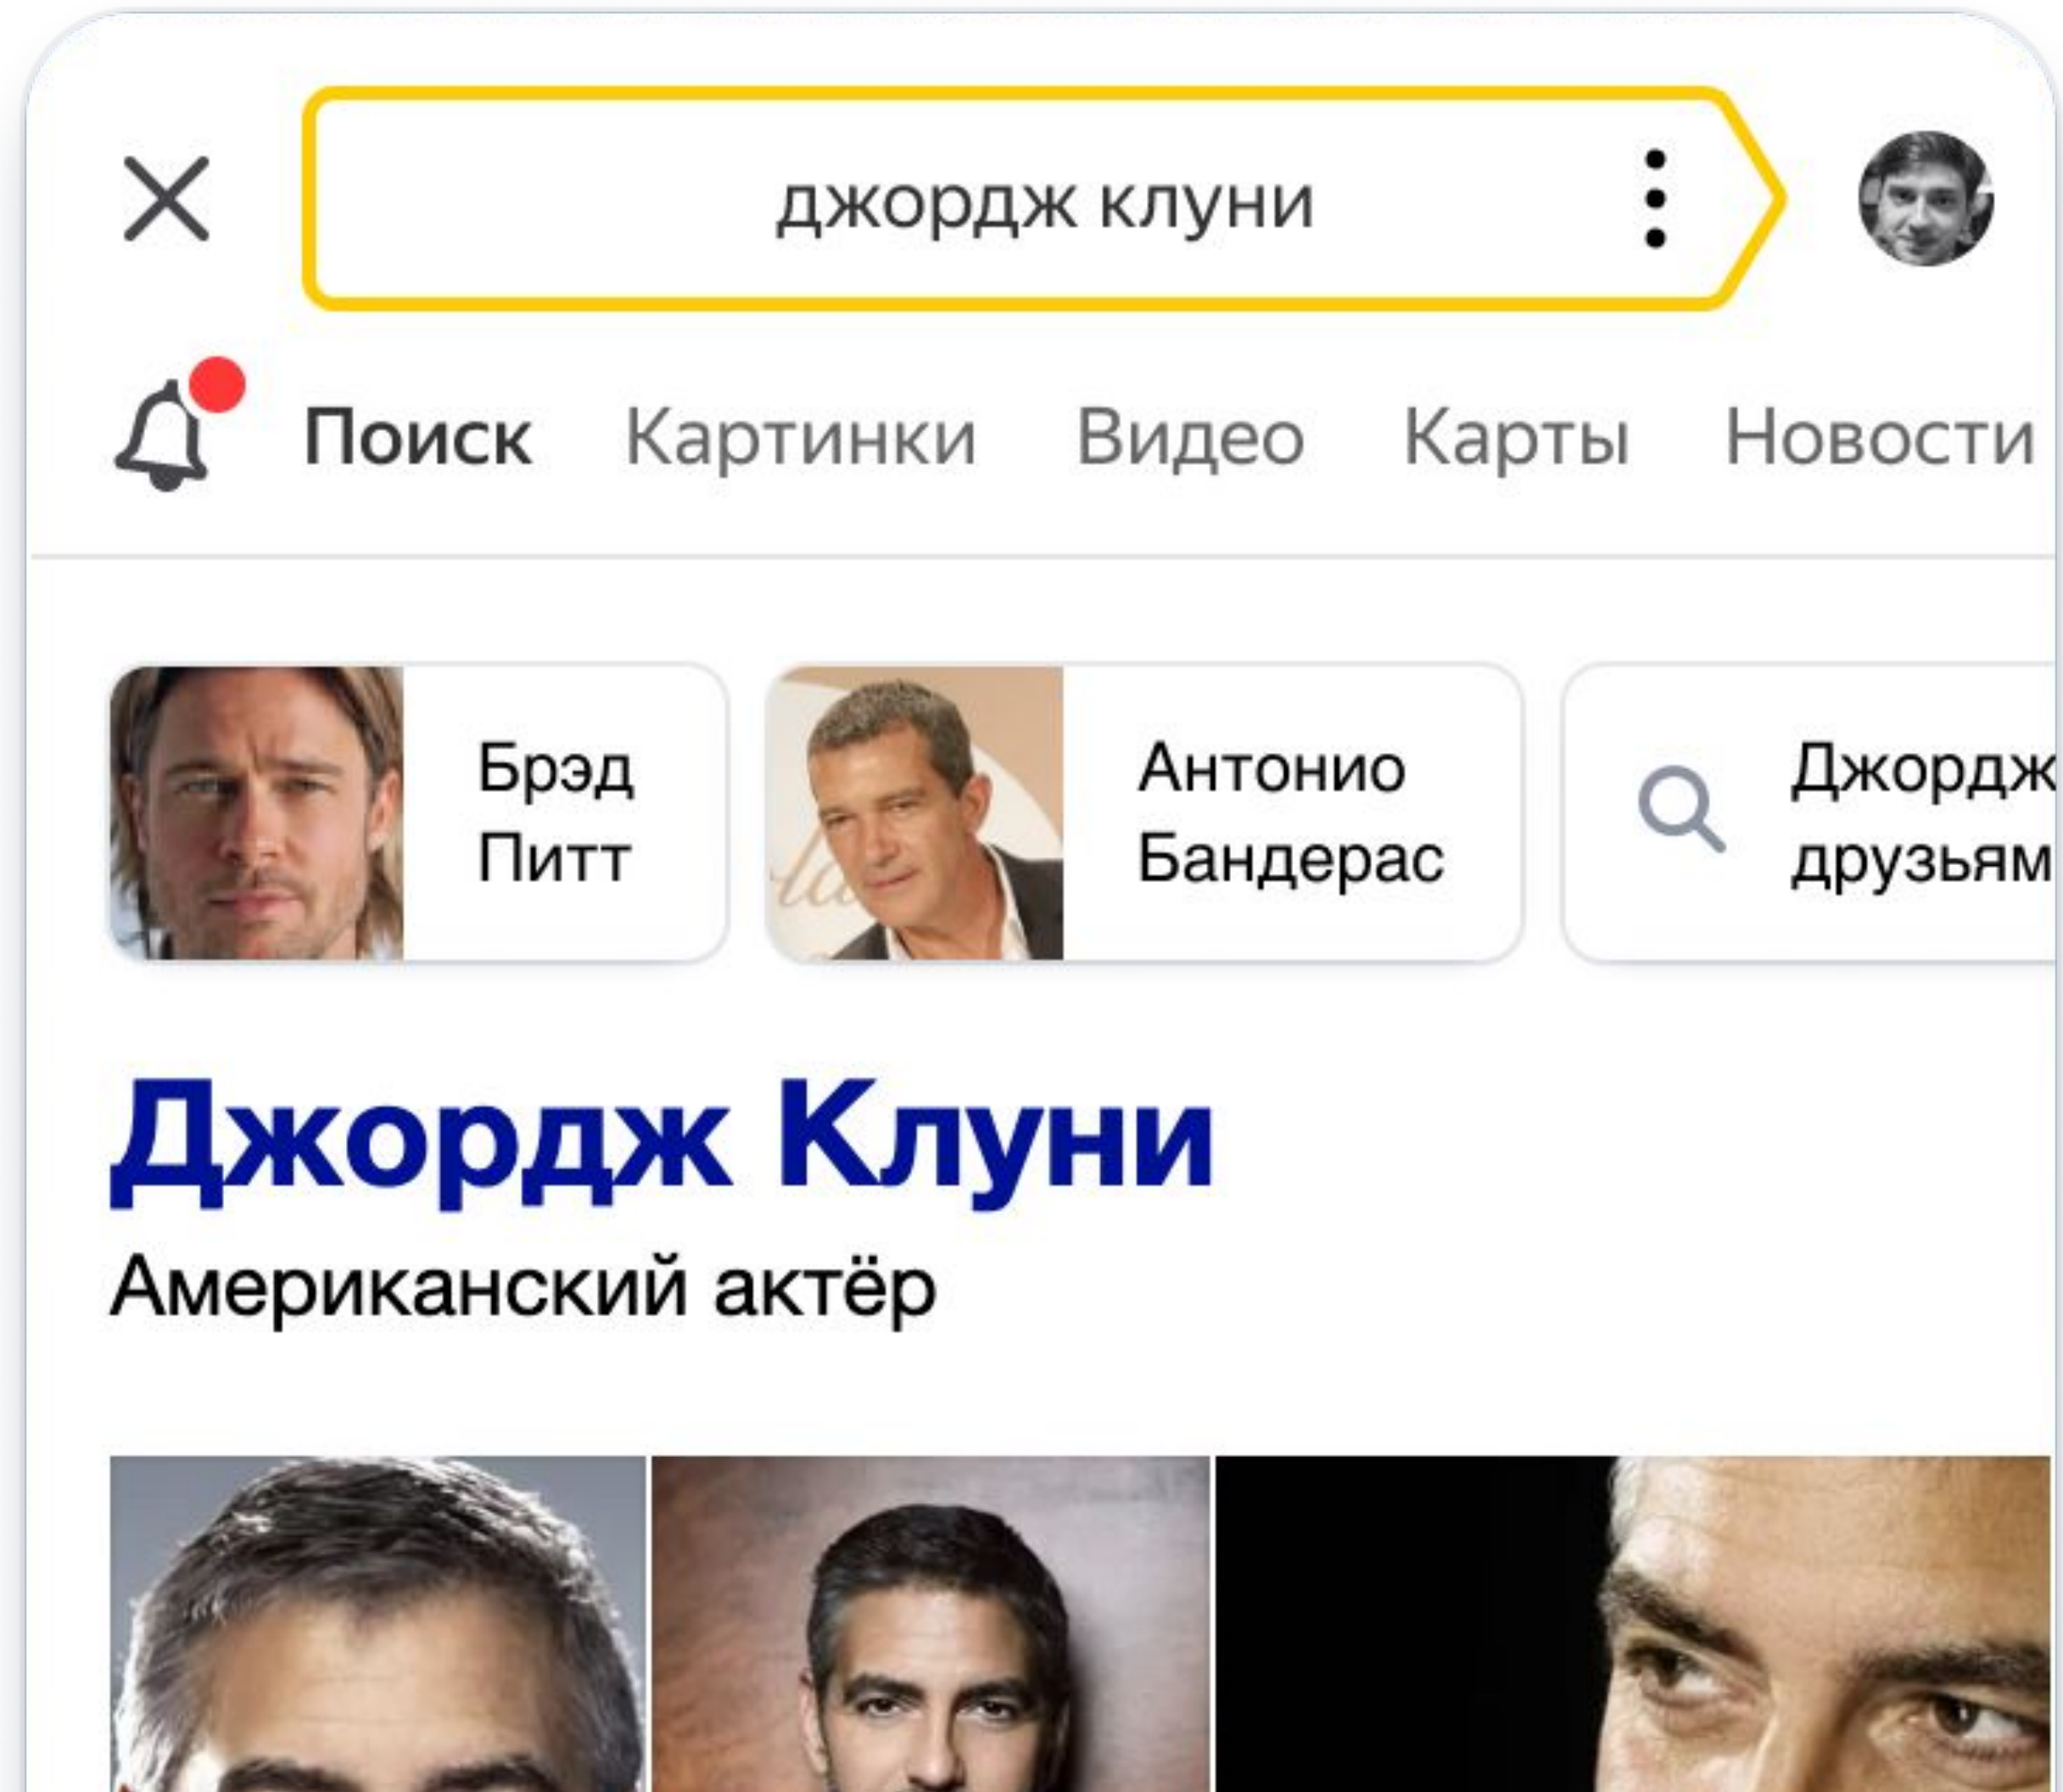 джордж клуни
Поиск Картинки Видео Карты Новости
Брэд
Питт
Антонио
Бандерас
Джордж
друзьям
Джордж Клуни
Американский актёр